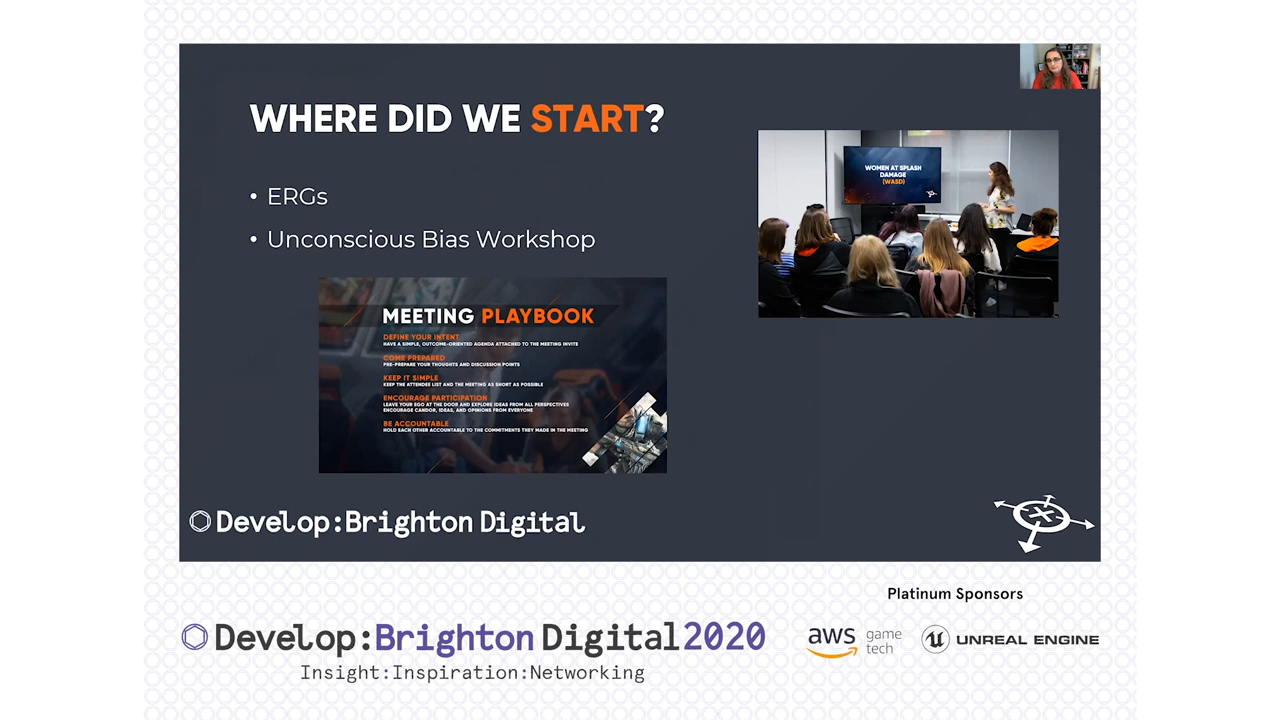 WHERE DID WE START?
• ERGs
• Unconscious Bias Workshop
WOMEN AT SPLASH
DAMAGE
(WASD)
MEETING PLAYBOOK
DEFINE YOUR INTENT
HAVE A SIMPLE, OUTCOME-ORIENTED AGENDA ATTACHED TO THE MEETING INVITE
COME PREPARED
PRE-PREPARE YOUR THOUGHTS AND DISCUSSION POINTS
KEEP IT SIMPLE
KEEP THE ATTENDEE LIST AND THE MEETING AS SHORT AS POSSIBLE
ENCOURAGE PARTICIPATION
LEAVE YOUR EGO AT THE DOOR AND EXPLORE IDEAS FROM ALL PERSPECTIVES
ENCOURAGE CANDOR, IDEAS, AND OPINIONS FROM EVERYONE
BE ACCOUNTABLE
HOLD EACH OTHER ACCOUNTABLE TO THE COMMITMENTS THEY MADE IN THE MEETING
Develop:Brighton Digital
Platinum Sponsors
Develop:Brighton Digital 2020
Insight:Inspiration:Networking
aws game
tech
UNREAL ENGINE